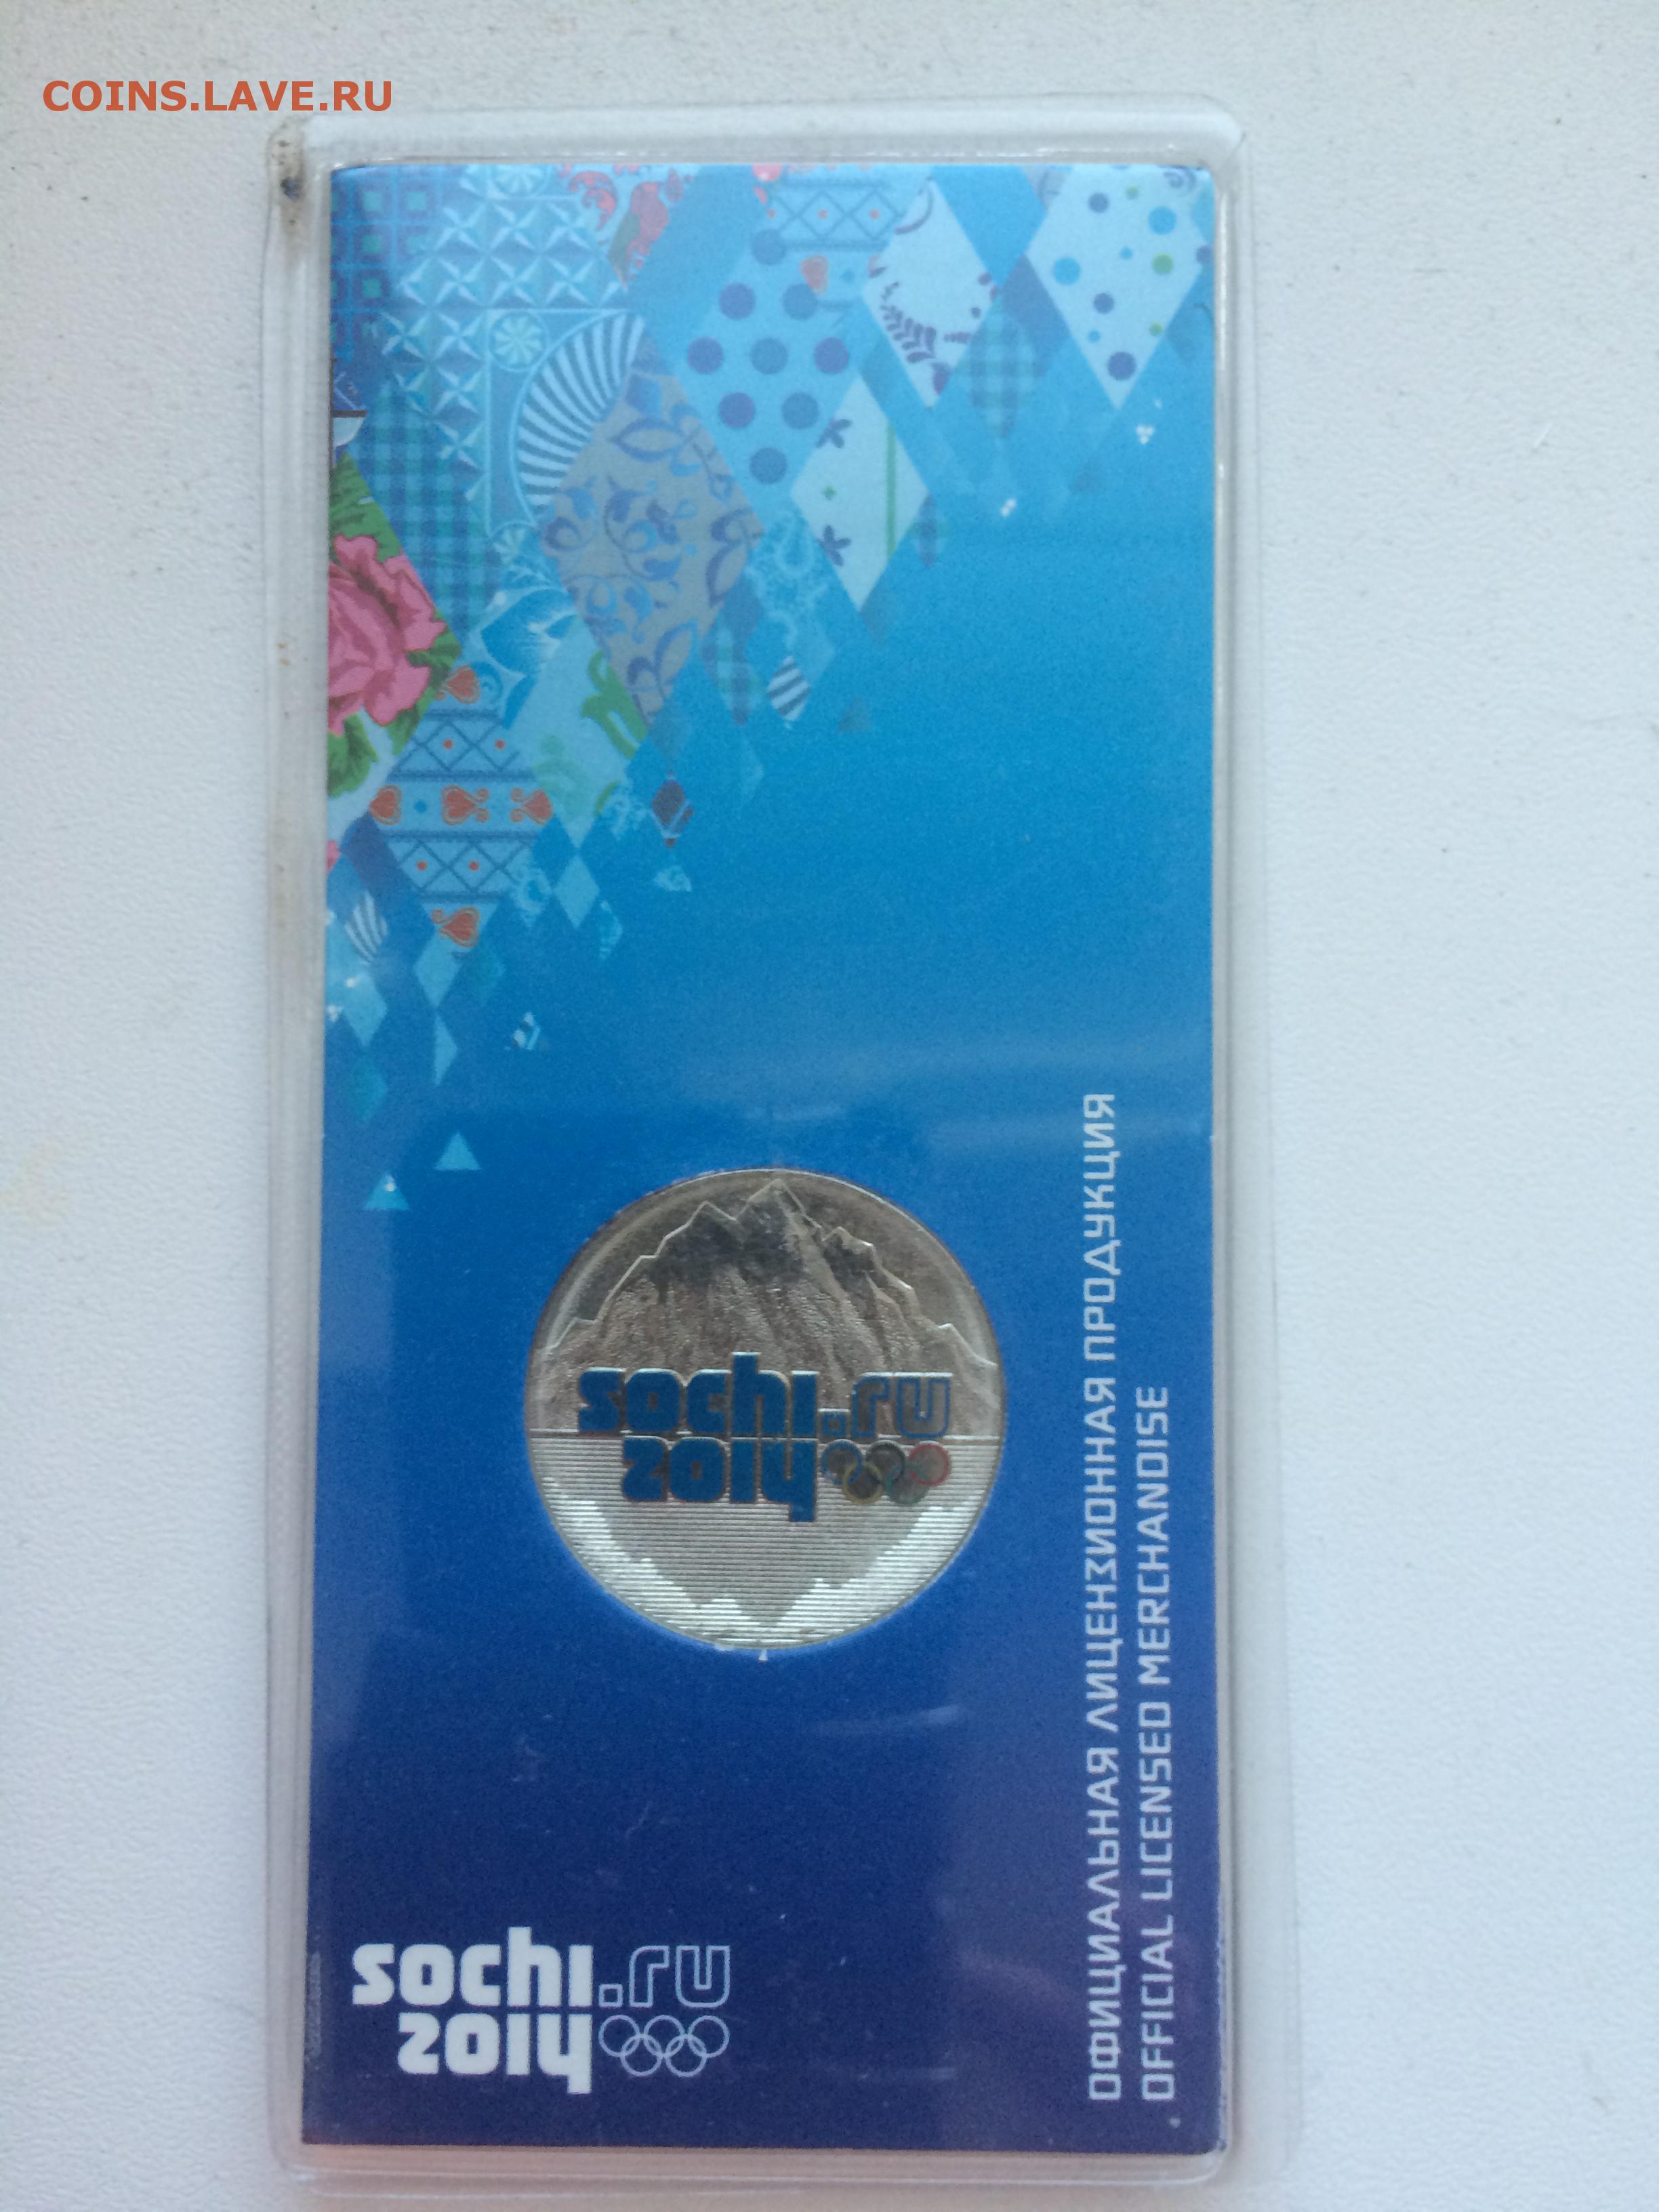 COINS.LAVE.RU
sochi.ru
2014
sochi.ru
2014
ОФИЦИАЛЬНАЯ ЛИЦЕНЗИОННАЯ ПРОДУКЦИЯ
OFFICIAL LICENSED MERCHANDISE